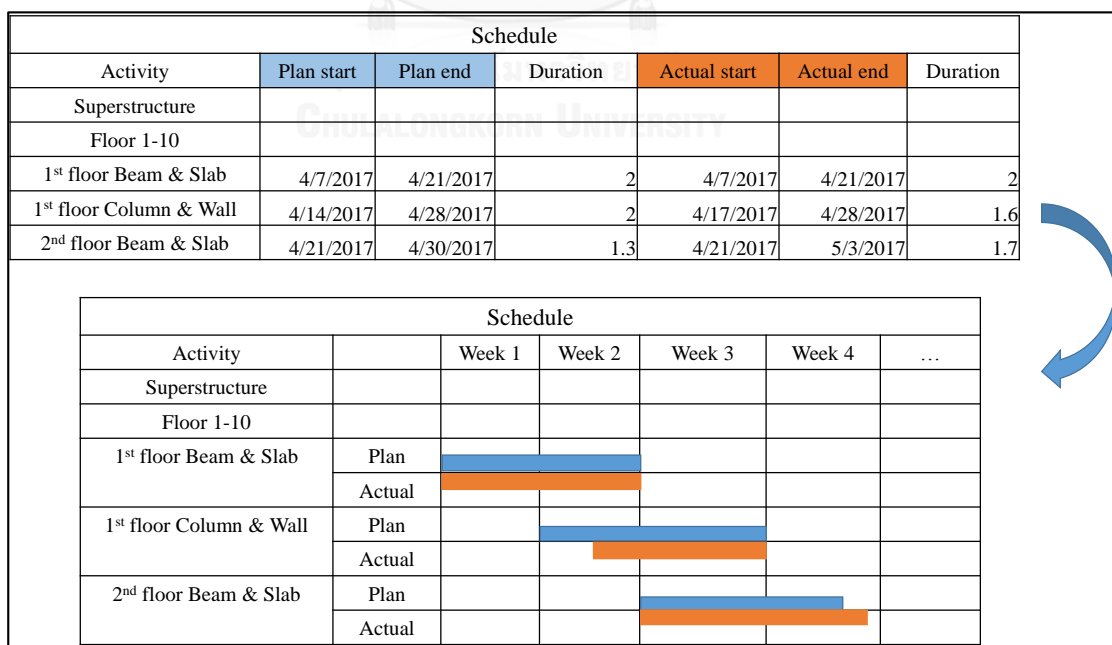 Schedule
Activity Plan start Plan end Duration Actual start Actual end Duration
Superstructure
CHULALONGKORN UNIVERSITY
Floor 1-10
1st floor Beam & Slab 4/7/2017 4/21/2017 2 4/7/2017 4/21/2017 2
1st floor Column & Wall 4/14/2017 4/28/2017 2 4/17/2017 4/28/2017 1.6
2nd floor Beam & Slab 4/21/2017 4/30/2017 1.3 4/21/2017 5/3/2017 1.7
Schedule
Activity Week 1 Week 2 Week 3 Week 4 …
Superstructure
Floor 1-10
1st floor Beam & Slab Plan
Actual
1st floor Column & Wall Plan
Actual
2nd floor Beam & Slab Plan
Actual